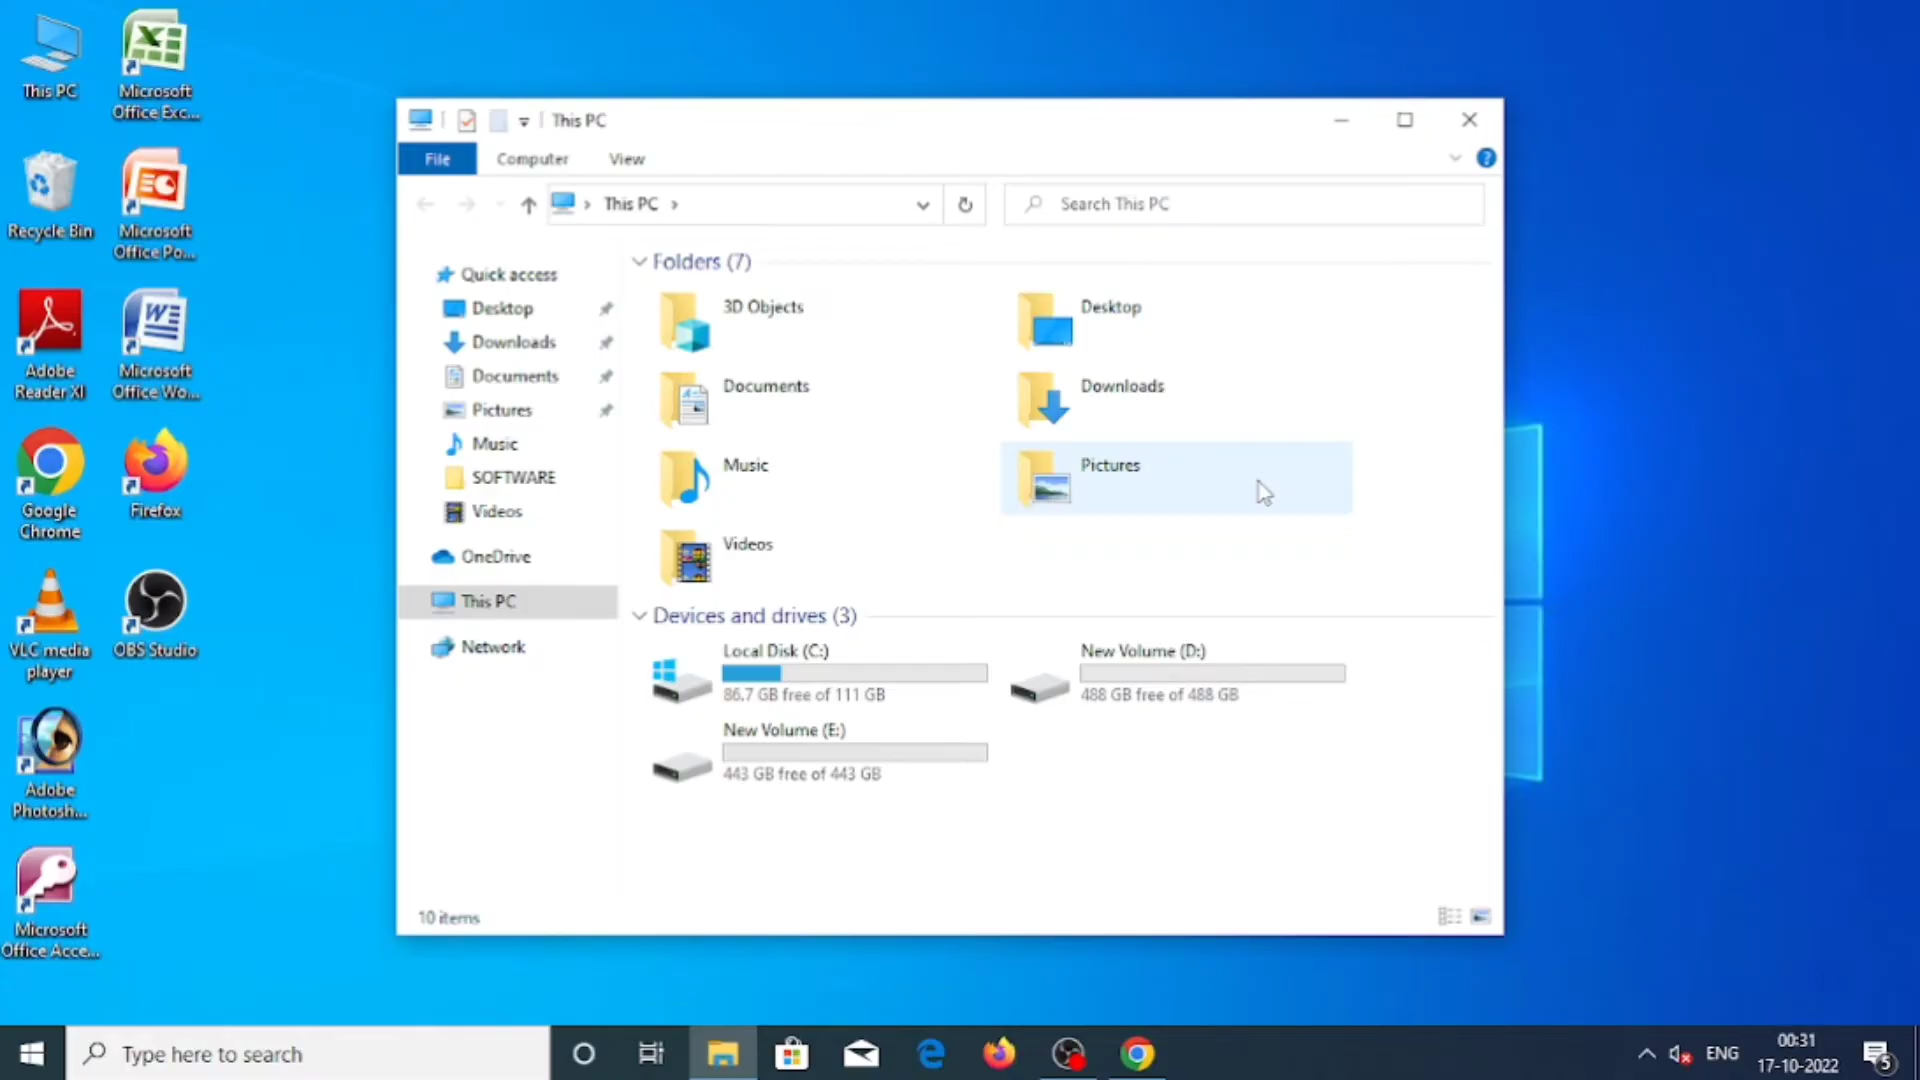 This PC
Microsoft
Office Exc...
Recycle Bin
Microsoft
Office Po...
Adobe
Reader XI
Microsoft
Office Wo...
Google
Chrome
Firefox
VLC media
player
OBS Studio
Adobe
Photosh...
Microsoft
Office Acce...
This PC
File
Computer
View
This PC
Search This PC
Quick access
Desktop
Downloads
Documents
Pictures
Music
SOFTWARE
Videos
OneDrive
This PC
Network
Folders (7)
3D Objects
Desktop
Documents
Downloads
Music
Pictures
Videos
Devices and drives (3)
Local Disk (C:)
86.7 GB free of 111 GB
New Volume (D:)
488 GB free of 488 GB
New Volume (E:)
443 GB free of 443 GB
10 items
Type here to search
ENG
00:31
17-10-2022
5